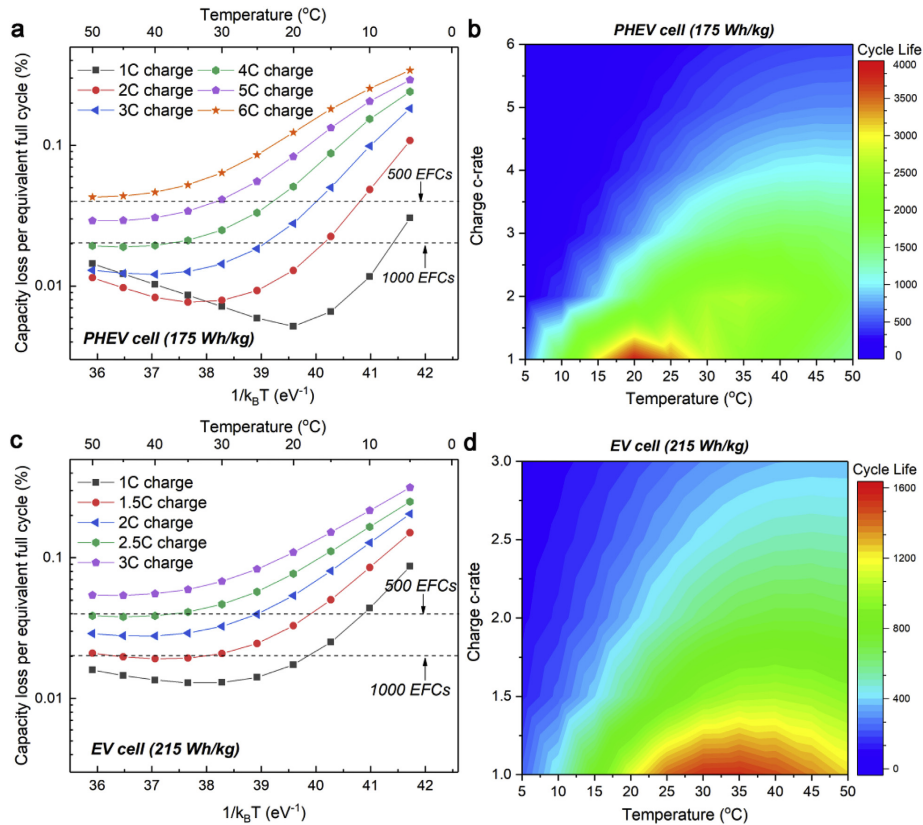 Temperature (°C)
a
50 40 30 20 10 0
1C charge 4C charge
2C charge 5C charge
3C charge 6C charge
Capacity loss per equivalent full cycle (%)
0.1
0.01
500 EFCs
1000 EFCs
PHEV cell (175 Wh/kg)
36 37 38 39 40 41 42
1/kBT (eV-1)
b
PHEV cell (175 Wh/kg)
Charge c-rate
6
5
4
3
2
1
5 10 15 20 25 30 35 40 45 50
Temperature (°C)
Cycle Life
4000
3500
3000
2500
2000
1500
1000
500
0
c
Temperature (°C)
50 40 30 20 10 0
1C charge
1.5C charge
2C charge
2.5C charge
3C charge
Capacity loss per equivalent full cycle (%)
0.1
0.01
500 EFCs
1000 EFCs
EV cell (215 Wh/kg)
36 37 38 39 40 41 42
1/kBT (eV-1)
d
EV cell (215 Wh/kg)
Charge c-rate
3.0
2.5
2.0
1.5
1.0
5 10 15 20 25 30 35 40 45 50
Temperature (°C)
Cycle Life
1600
1200
800
400
0